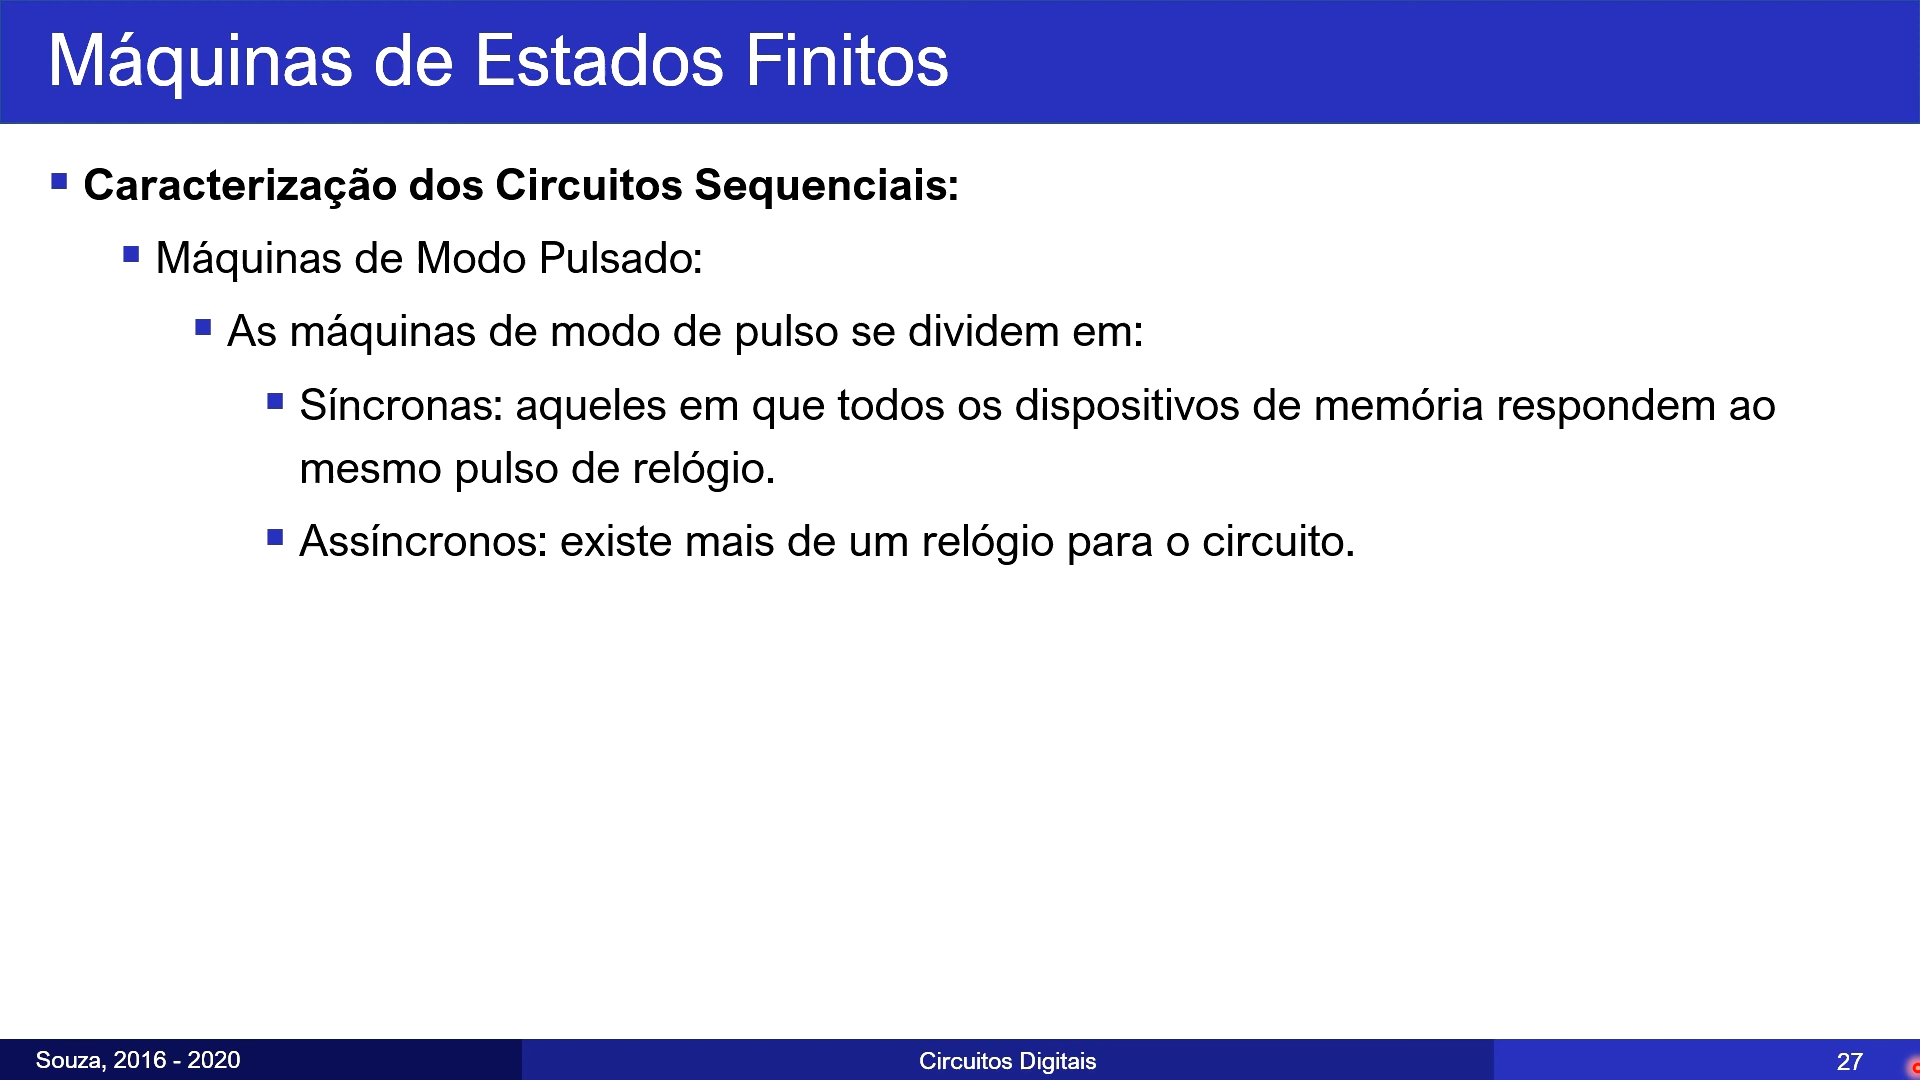 Máquinas de Estados Finitos
Caracterização dos Circuitos Sequenciais:
Máquinas de Modo Pulsado:
As máquinas de modo de pulso se dividem em:
Síncronas: aqueles em que todos os dispositivos de memória respondem ao
mesmo pulso de relógio.
Assíncronos: existe mais de um relógio para o circuito.
Souza, 2016 - 2020
Circuitos Digitais
27